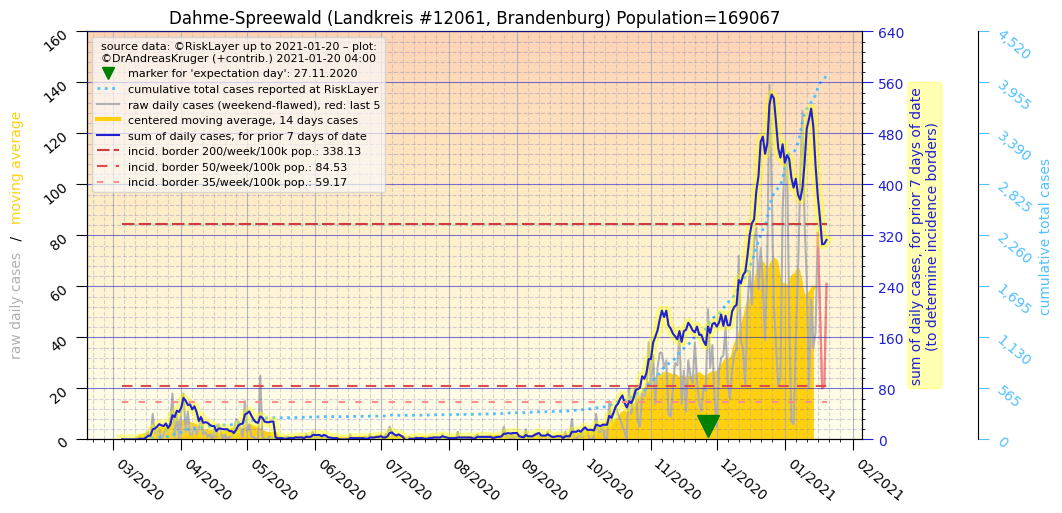 Dahme-Spreewald (Landkreis #12061, Brandenburg) Population=169067
source data: ©RiskLayer up to 2021-01-20 – plot:
©DrAndreasKruger (+contrib.) 2021-01-20 04:00
marker for 'expectation day': 27.11.2020
cumulative total cases reported at RiskLayer
raw daily cases (weekend-flawed), red: last 5
centered moving average, 14 days cases
sum of daily cases, for prior 7 days of date
incid. border 200/week/100k pop.: 338.13
incid. border 50/week/100k pop.: 84.53
incid. border 35/week/100k pop.: 59.17
raw daily cases / moving average
160
140
120
100
80
60
40
20
0
640
560
480
400
320
240
160
80
0
sum of daily cases, for prior 7 days of date
(to determine incidence borders)
4,520
3,955
3,390
2,825
2,260
1,695
1,130
565
0
cumulative total cases
03/2020
04/2020
05/2020
06/2020
07/2020
08/2020
09/2020
10/2020
11/2020
12/2020
01/2021
02/2021